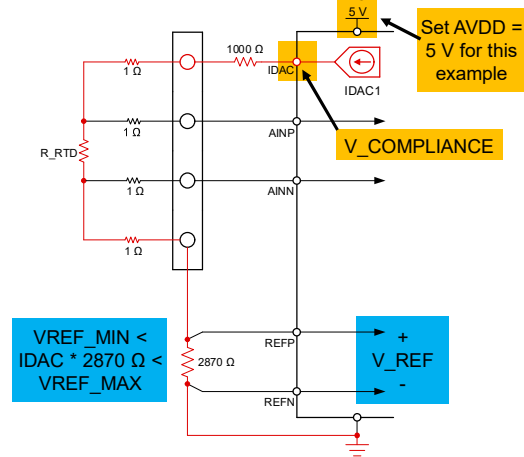 5 V
Set AVDD =
5 V for this
example
1000 Ω
1 Ω
IDAC
IDAC1
1 Ω
AINP
V_COMPLIANCE
R_RTD
1 Ω
AINN
1 Ω
VREF_MIN <
IDAC * 2870 Ω <
VREF_MAX
REFP
+
V_REF
-
2870 Ω
REFN